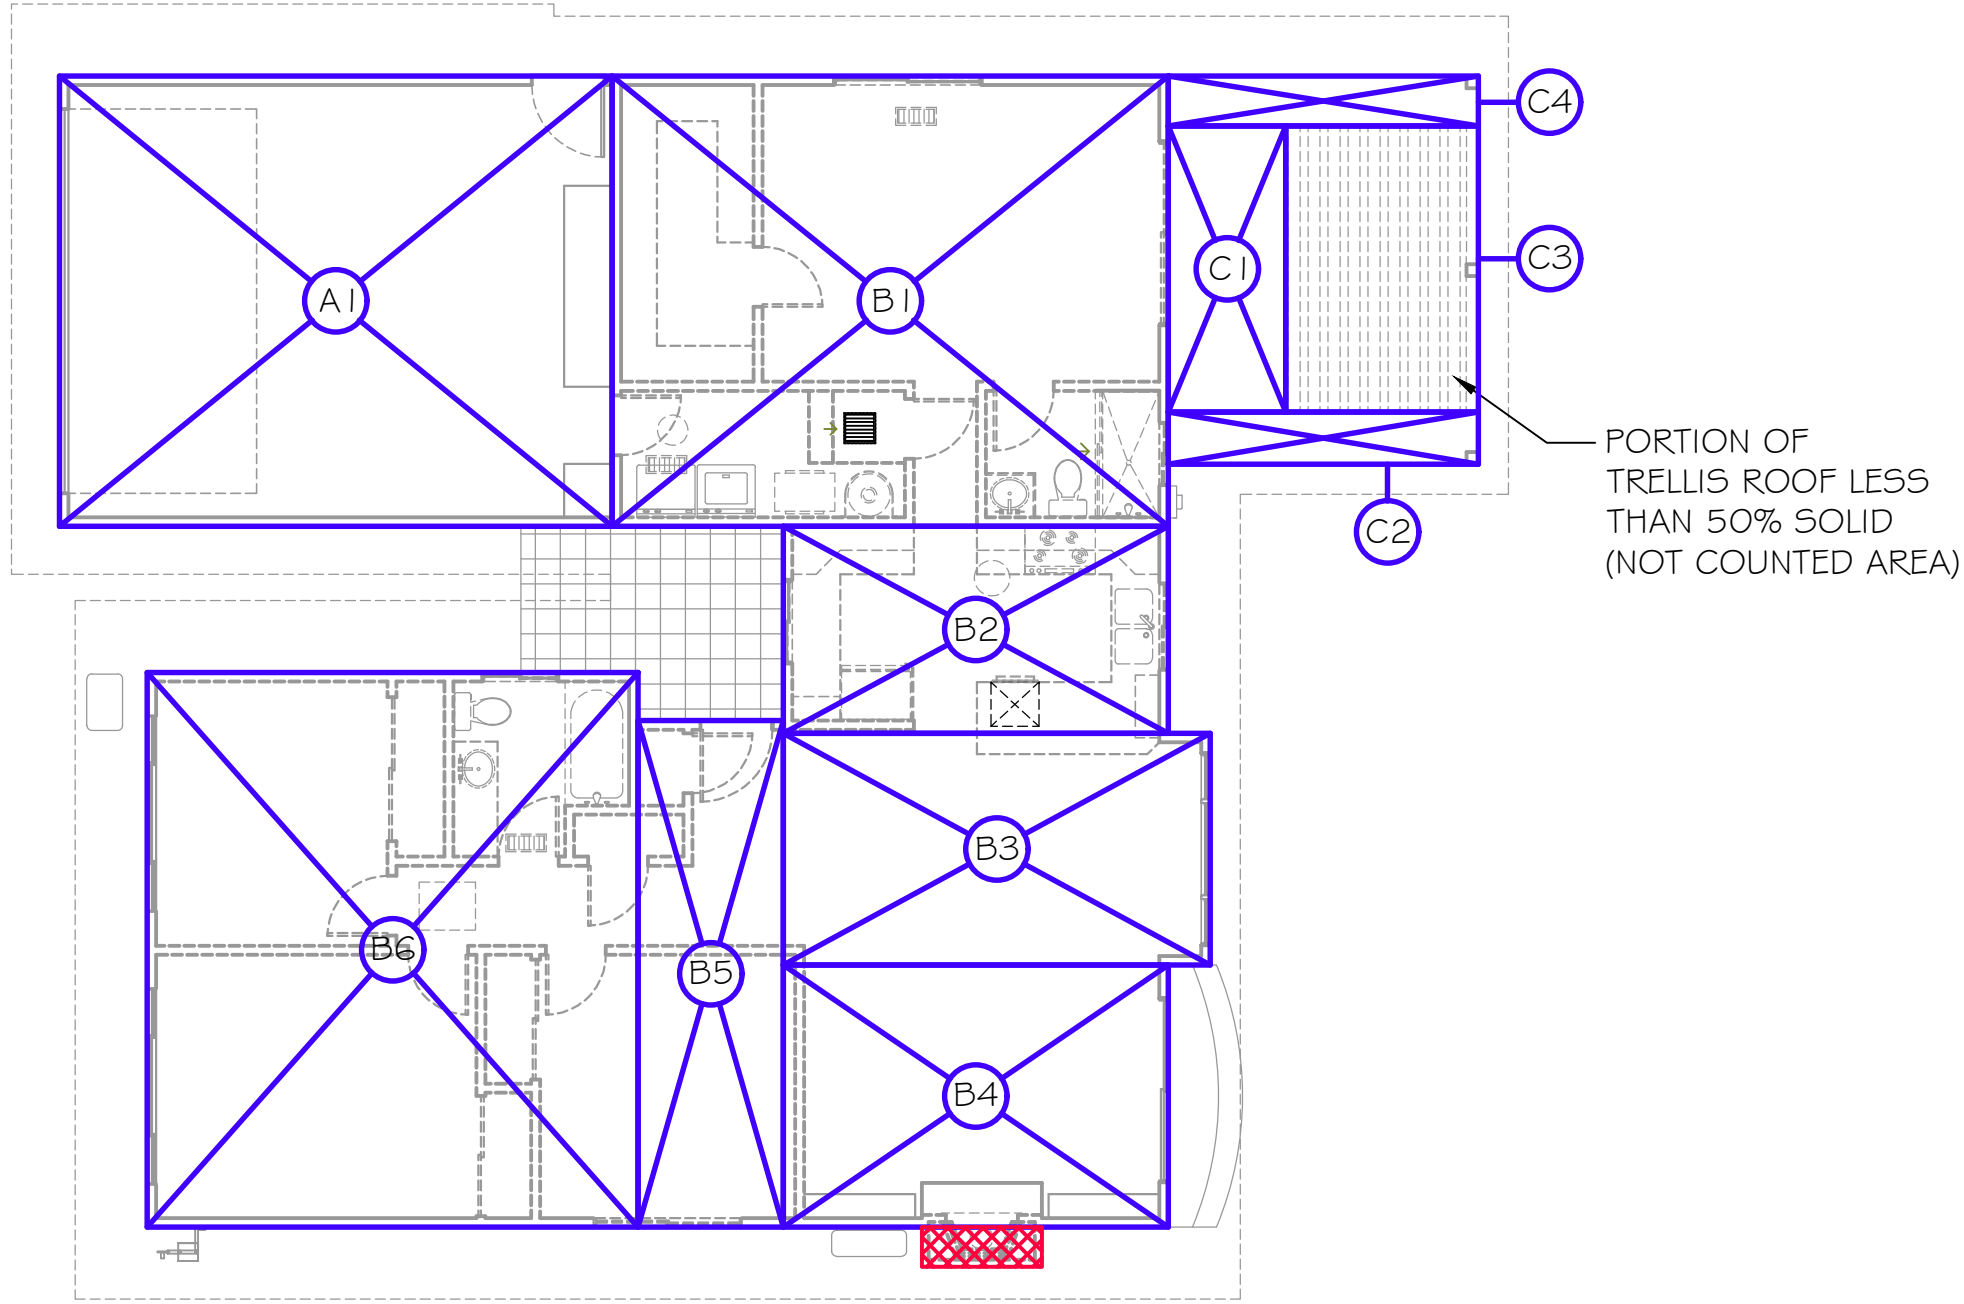 C4
A1
B1
C1
C3
PORTION OF
TRELLIS ROOF LESS
THAN 50% SOLID
(NOT COUNTED AREA)
C2
B2
B3
B6
B5
B4